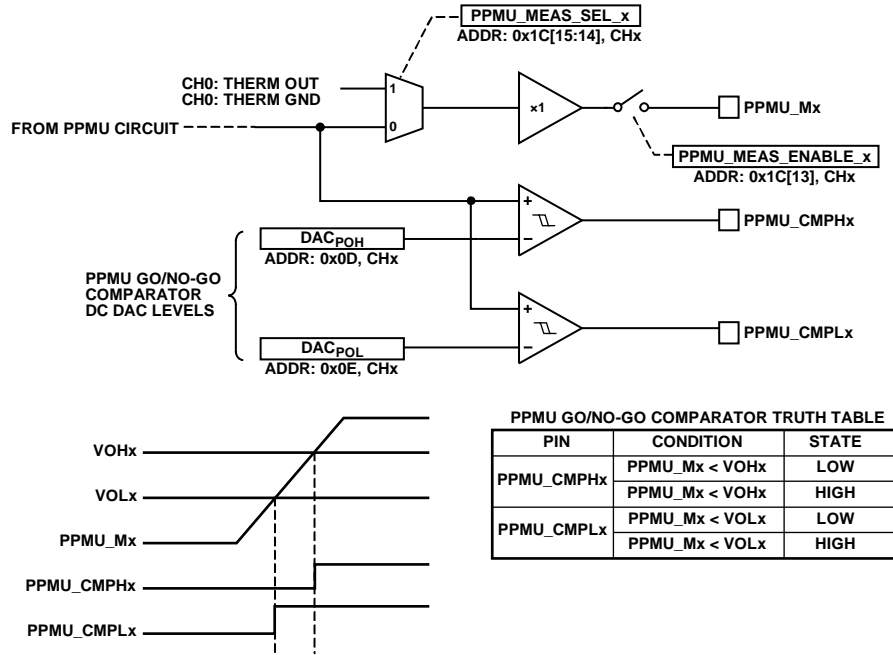 PPMU_MEAS_SEL_x
ADDR: 0x1C[15:14], CHx
CH0: THERM OUT
CH0: THERM GND
1
0
FROM PPMU CIRCUIT
×1
PPMU_Mx
PPMU_MEAS_ENABLE_x
ADDR: 0x1C[13], CHx
+
−
PPMU_CMPHx
DACPOH
ADDR: 0x0D, CHx
PPMU GO/NO-GO
COMPARATOR
DC DAC LEVELS
+
−
PPMU_CMPLx
DACPOL
ADDR: 0x0E, CHx
VOHx
VOLx
PPMU_Mx
PPMU_CMPHx
PPMU_CMPLx
PPMU GO/NO-GO COMPARATOR TRUTH TABLE
PIN CONDITION STATE
PPMU_CMPHx PPMU_Mx < VOHx LOW
PPMU_Mx < VOHx HIGH
PPMU_CMPLx PPMU_Mx < VOLx LOW
PPMU_Mx < VOLx HIGH